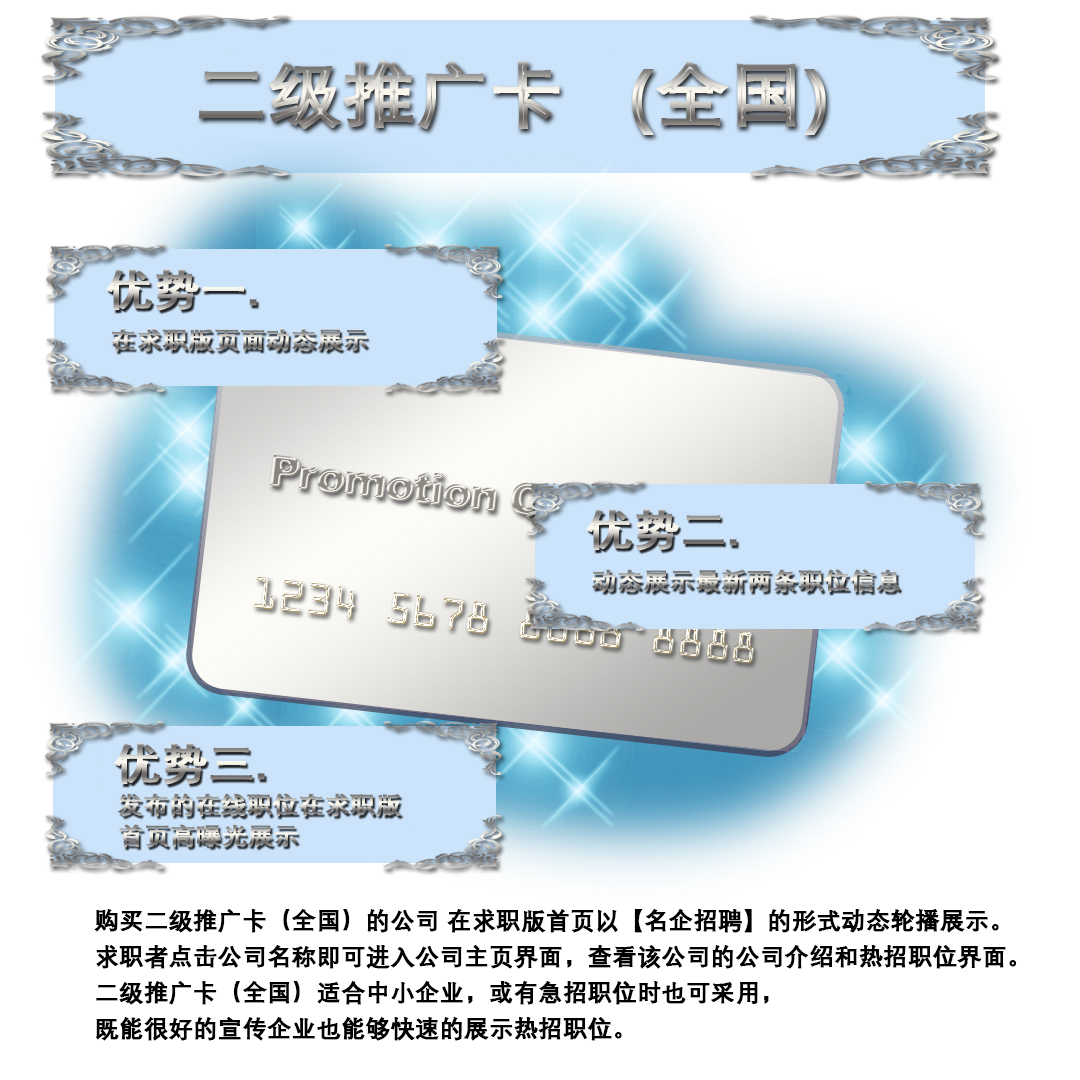 二级推广卡 (全国)
优势一.
在求职版页面动态展示
Promotion
优势二.
动态展示最新两条职位信息
1234 5678 8888 8888
优势三.
发布的在线职位在求职版
首页高曝光展示
购买二级推广卡（全国）的公司 在求职版首页以【名企招聘】的形式动态轮播展示。
求职者点击公司名称即可进入公司主页界面，查看该公司的公司介绍和热招职位界面。
二级推广卡（全国）适合中小企业，或有急招职位时也可采用，
既能很好的宣传企业也能够快速的展示热招职位。